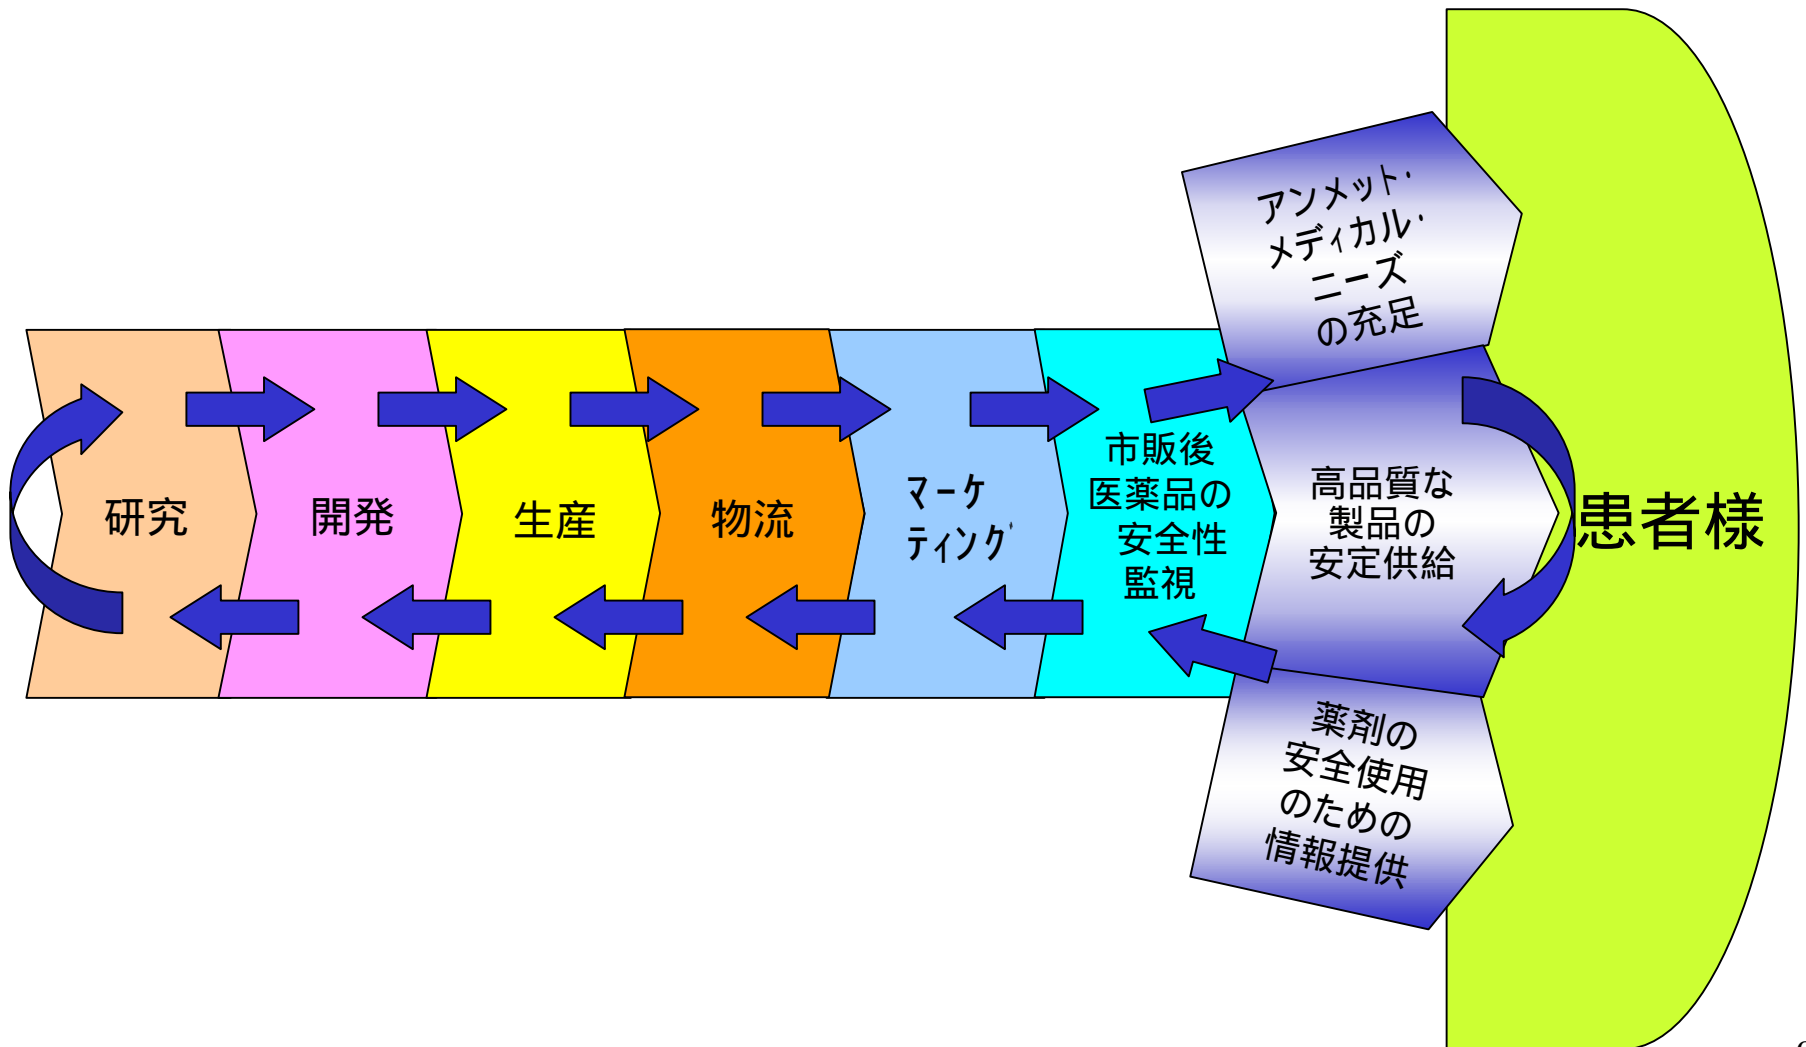 研究
開発
生産
物流
マーケ
ティング
市販後
医薬品の
安全性
監視
アンメット・
メディカル・
ニーズ
の充足
高品質な
製品の
安定供給
薬剤の
安全使用
のための
情報提供
患者様